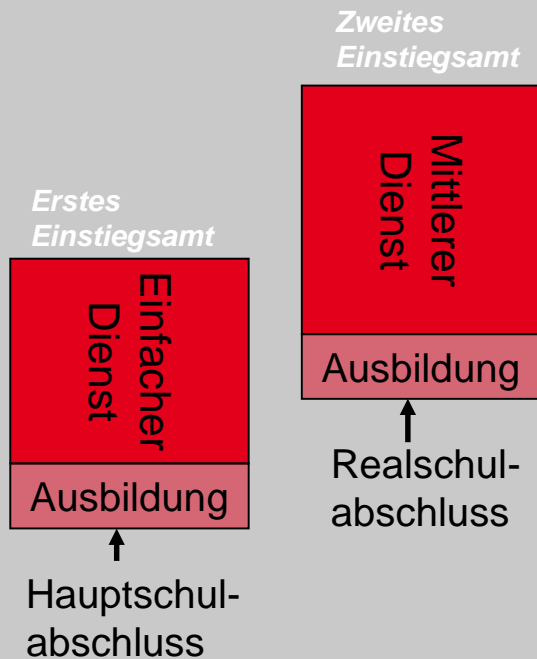 Erstes
Einstiegsamt
Einfacher
Dienst
Ausbildung
Hauptschul-
abschluss
Zweites
Einstiegsamt
Mittlerer
Dienst
Ausbildung
Realschul-
abschluss